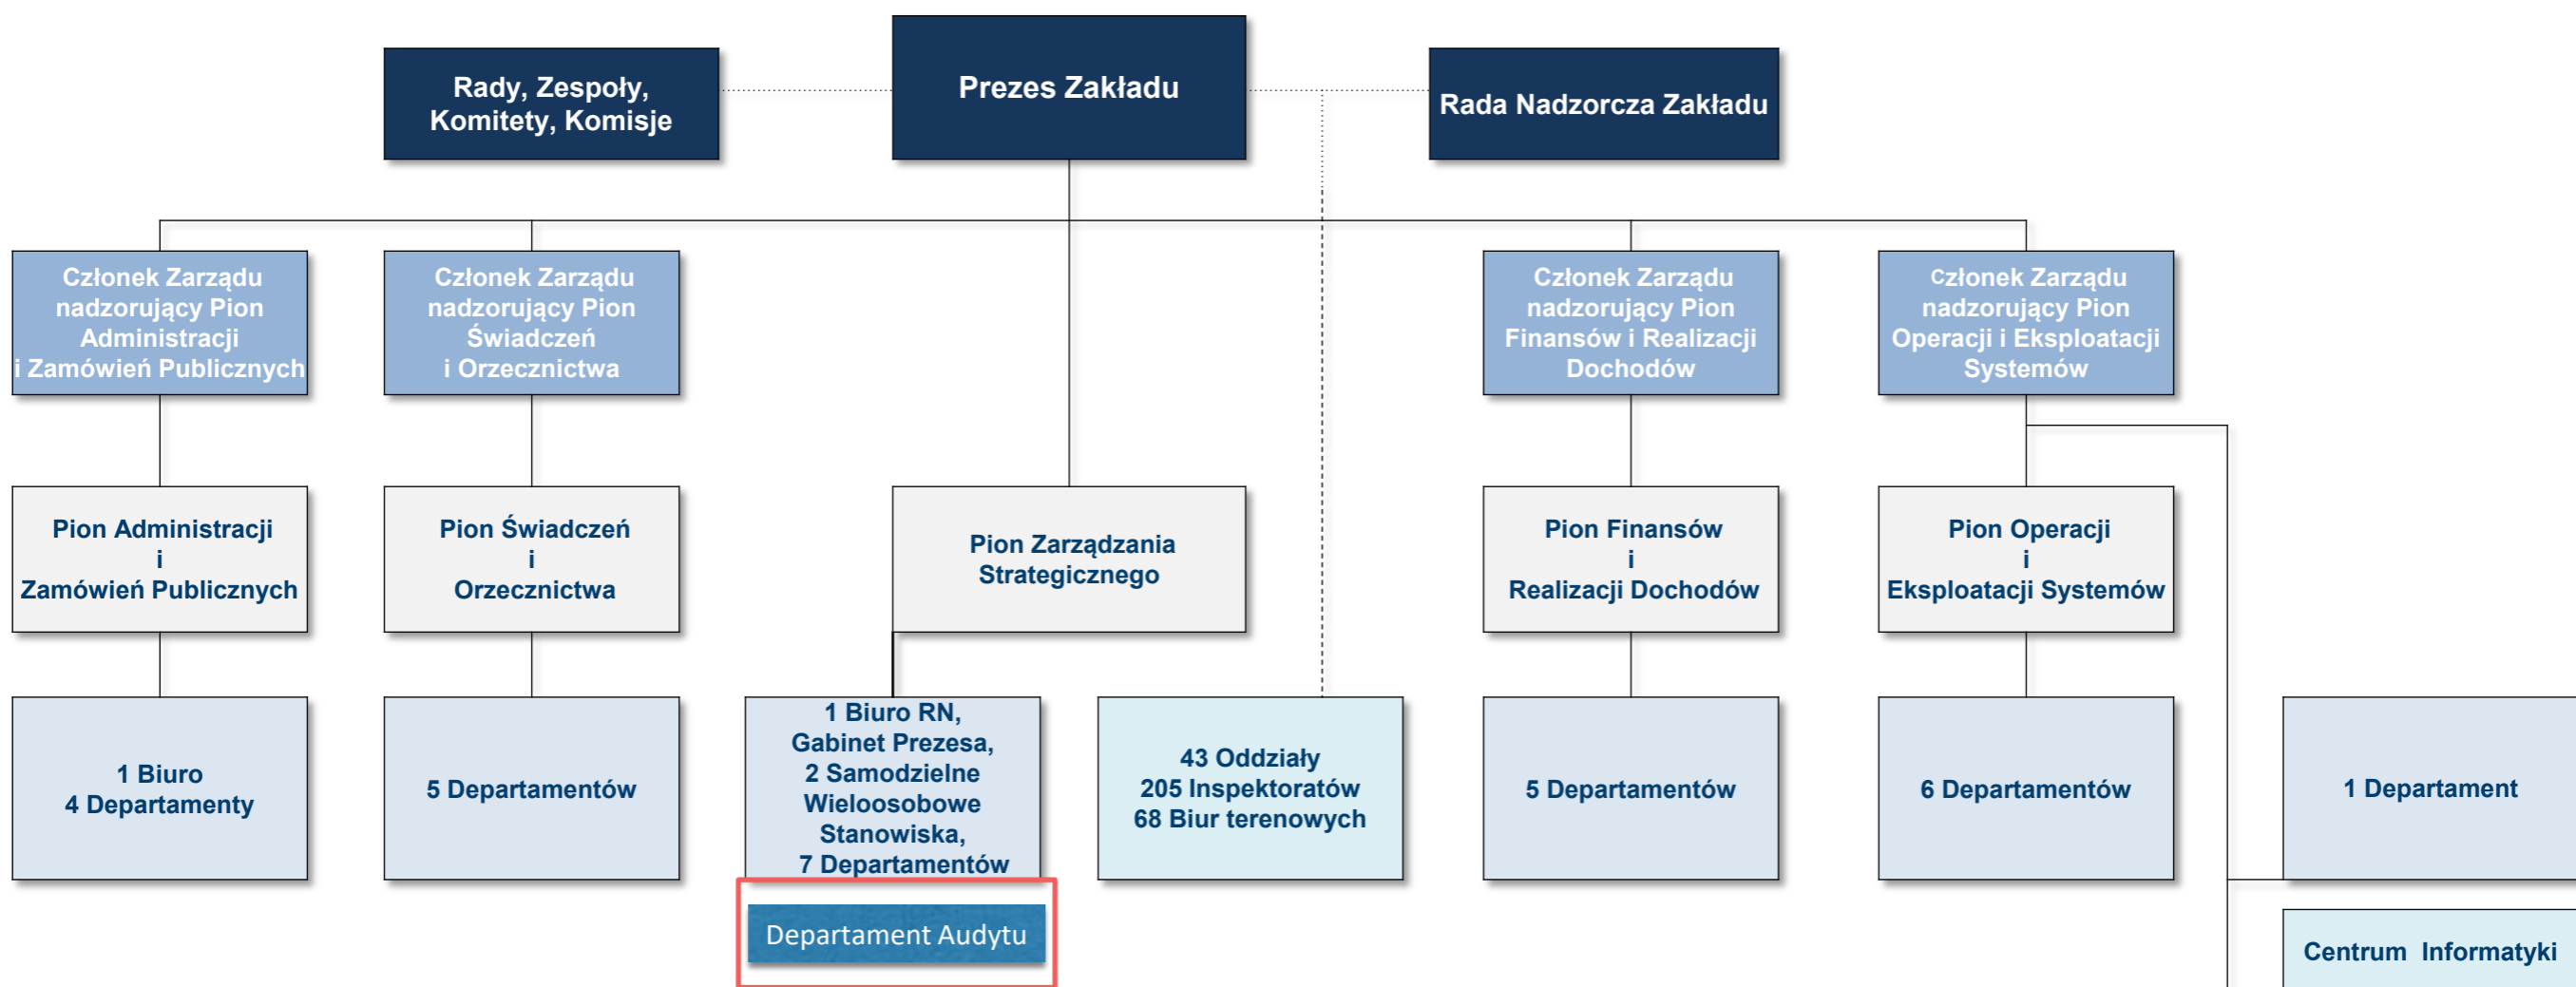 Rady, Zespoły,
Komitety, Komisje
Prezes Zakładu
Rada Nadzorcza Zakładu
Członek Zarządu
nadzorujący Pion
Administracji
i Zamówień Publicznych
Członek Zarządu
nadzorujący Pion
Świadczeń
i Orzecznictwa
Członek Zarządu
nadzorujący Pion
Finansów i Realizacji
Dochodów
Członek Zarządu
nadzorujący Pion
Operacji i Eksploatacji
Systemów
Pion Administracji
i
Zamówień Publicznych
Pion Świadczeń
i
Orzecznictwa
Pion Zarządzania
Strategicznego
Pion Finansów
i
Realizacji Dochodów
Pion Operacji
i
Eksploatacji Systemów
1 Biuro
4 Departamenty
5 Departamentów
1 Biuro RN,
Gabinet Prezesa,
2 Samodzielne
Wieloosobowe
Stanowiska,
7 Departamentów
43 Oddziały
205 Inspektoratów
68 Biur terenowych
5 Departamentów
6 Departamentów
1 Departament
Departament Audytu
Centrum Informatyki